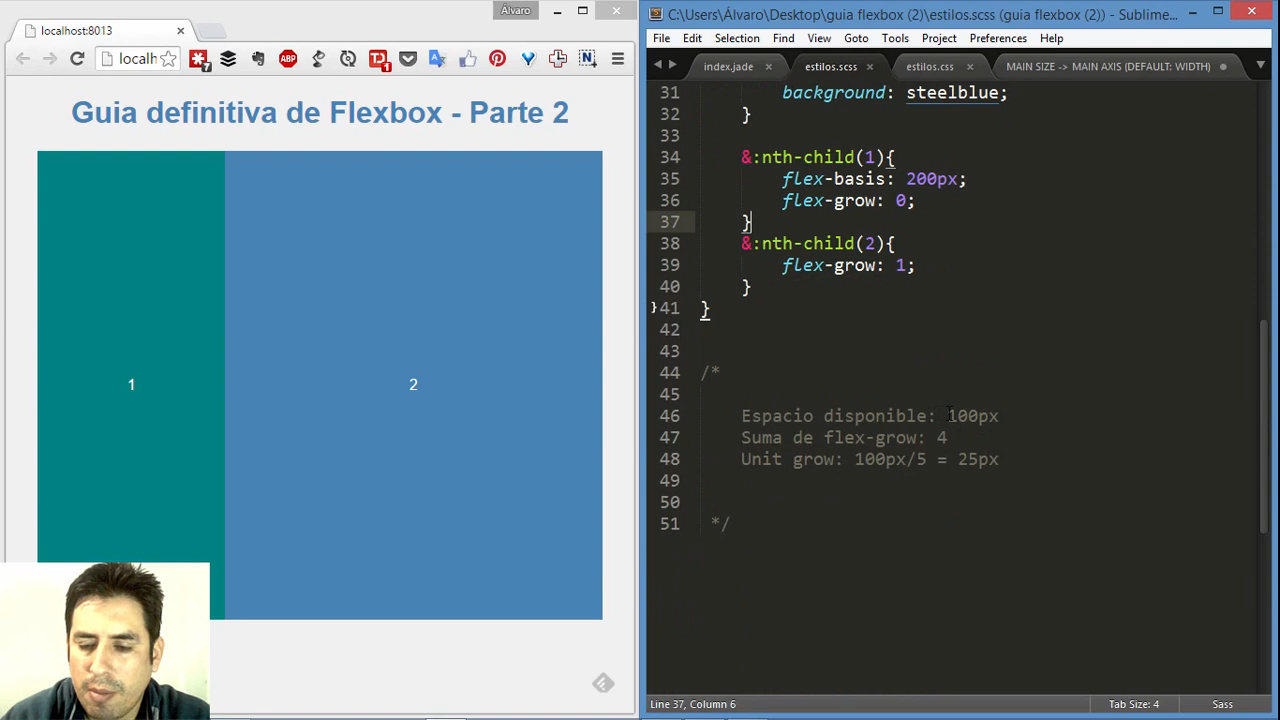 Álvaro
localhost:8013
localh
7
ABP
1
N
Guia definitiva de Flexbox - Parte 2
1
2
C:\Users\Álvaro\Desktop\guia flexbox (2)\estilos.scss (guia flexbox (2)) - Sublime...
File Edit Selection Find View Goto Tools Project Preferences Help
index.jade
estilos.scss
estilos.css
MAIN SIZE -> MAIN AXIS (DEFAULT: WIDTH)
31 background: steelblue;
32 }
33
34 &:nth-child(1){
35 flex-basis: 200px;
36 flex-grow: 0;
37 }
38 &:nth-child(2){
39 flex-grow: 1;
40 }
41 }
42
43
44 /*
45
46 Espacio disponible: 100px
47 Suma de flex-grow: 4
48 Unit grow: 100px/5 = 25px
49
50
51 */
Line 37, Column 6
Tab Size: 4
Sass